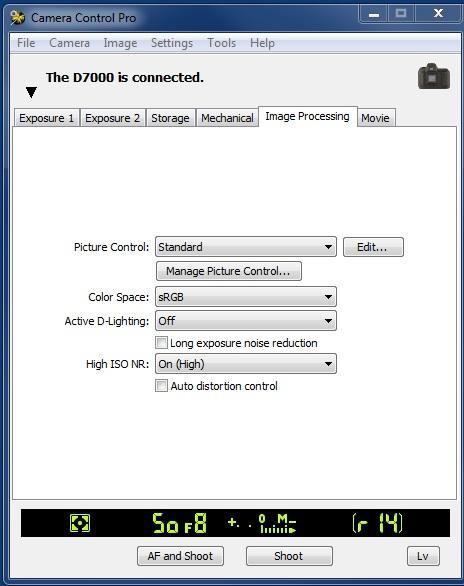 Camera Control Pro
File Camera Image Settings Tools Help
The D7000 is connected.
Exposure 1 Exposure 2 Storage Mechanical Image Processing Movie
Picture Control: Standard Edit...
Manage Picture Control...
Color Space: sRGB
Active D-Lighting: Off
Long exposure noise reduction
High ISO NR: On (High)
Auto distortion control
50 F8 +..0 M- (r 14)
AF and Shoot Shoot Lv